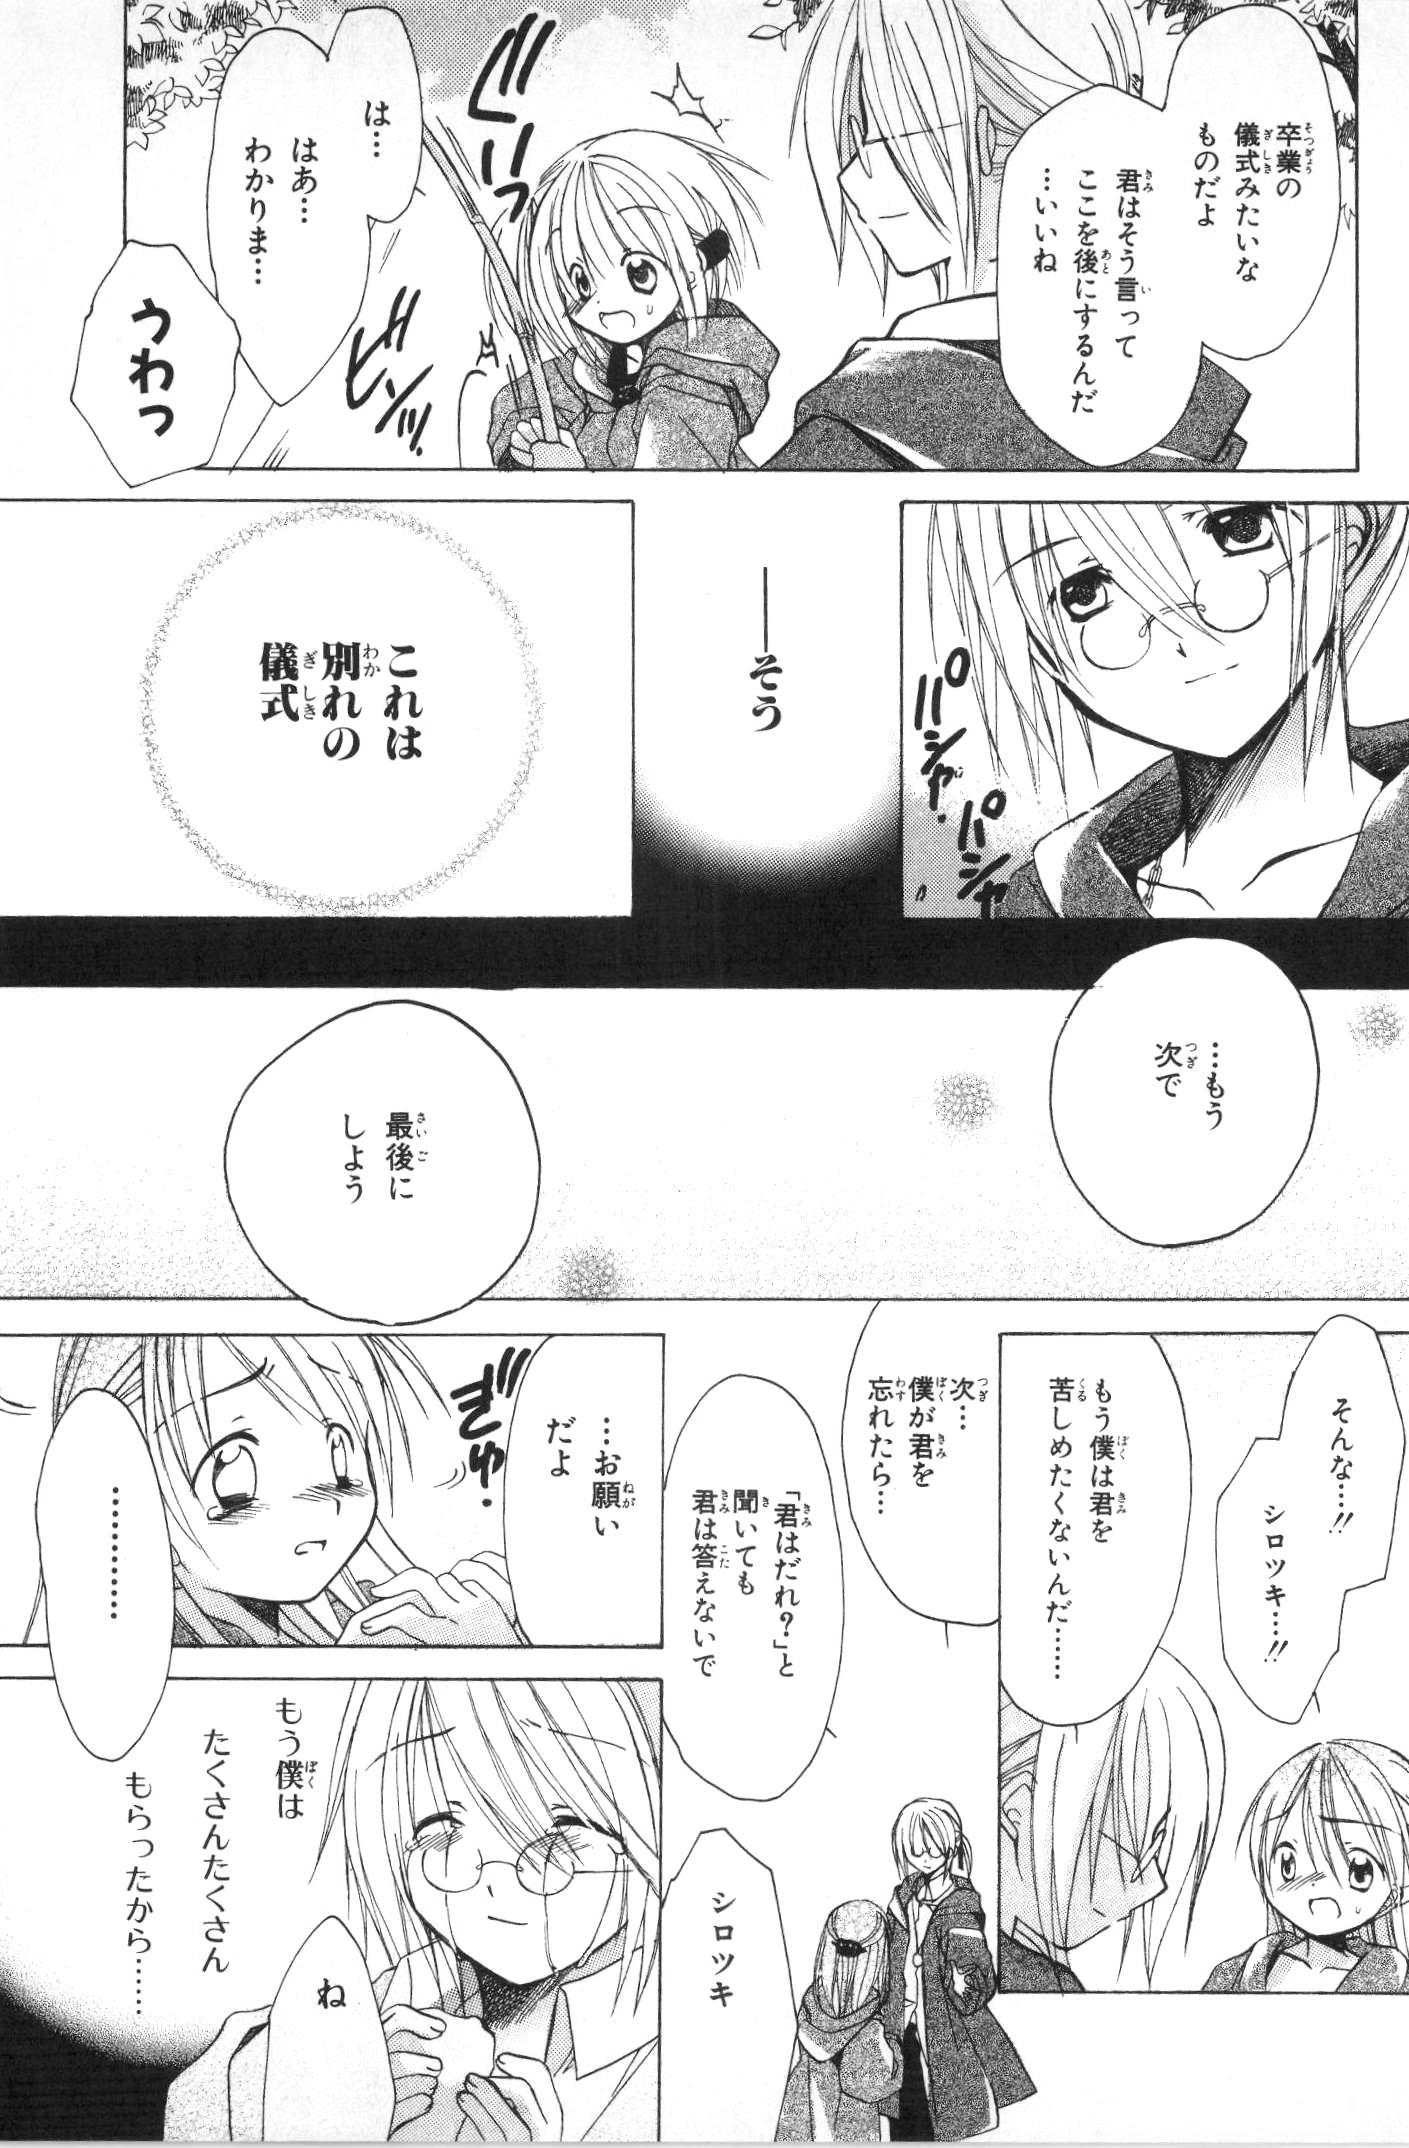 卒業の
儀式みたいな
ものだよ
君はそう言って
ここを後にするんだ
…いいね
ぐぐいっ
は…
はあ…
わかりま…
ビンッ
うわっ
パシャッ
パシャ
──そう
これは
別れの
儀式
…もう
次で
最後に
しよう
そんな…!!
シロツキ…!!
もう僕は君を
苦しめたくないんだ……
次…
僕が君を
忘れたら…
「君はだれ?」と
聞いても
君は答えないで
シロツキ
…お願い
だよ
ぎゅ
…………
もう僕は
たくさんたくさん
もらったから……
ね